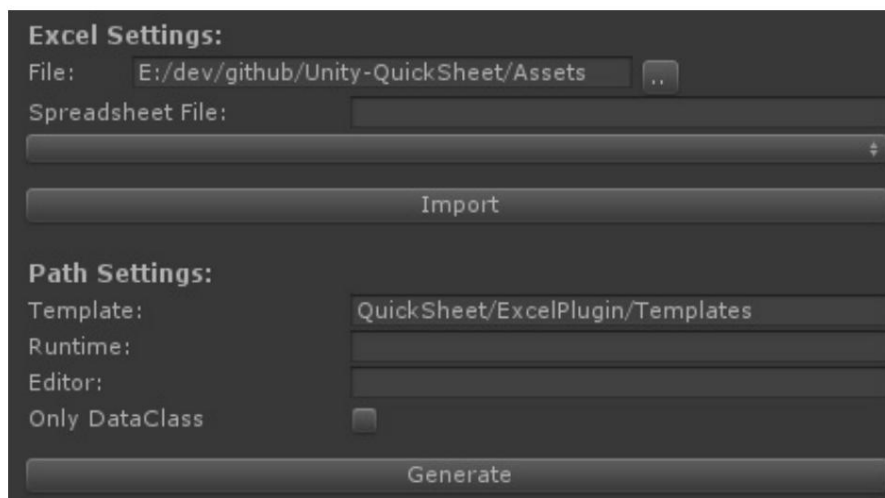 Excel Settings:
File: E:/dev/github/Unity-QuickSheet/Assets ..
Spreadsheet File:
Import
Path Settings:
Template: QuickSheet/ExcelPlugin/Templates
Runtime:
Editor:
Only DataClass
Generate